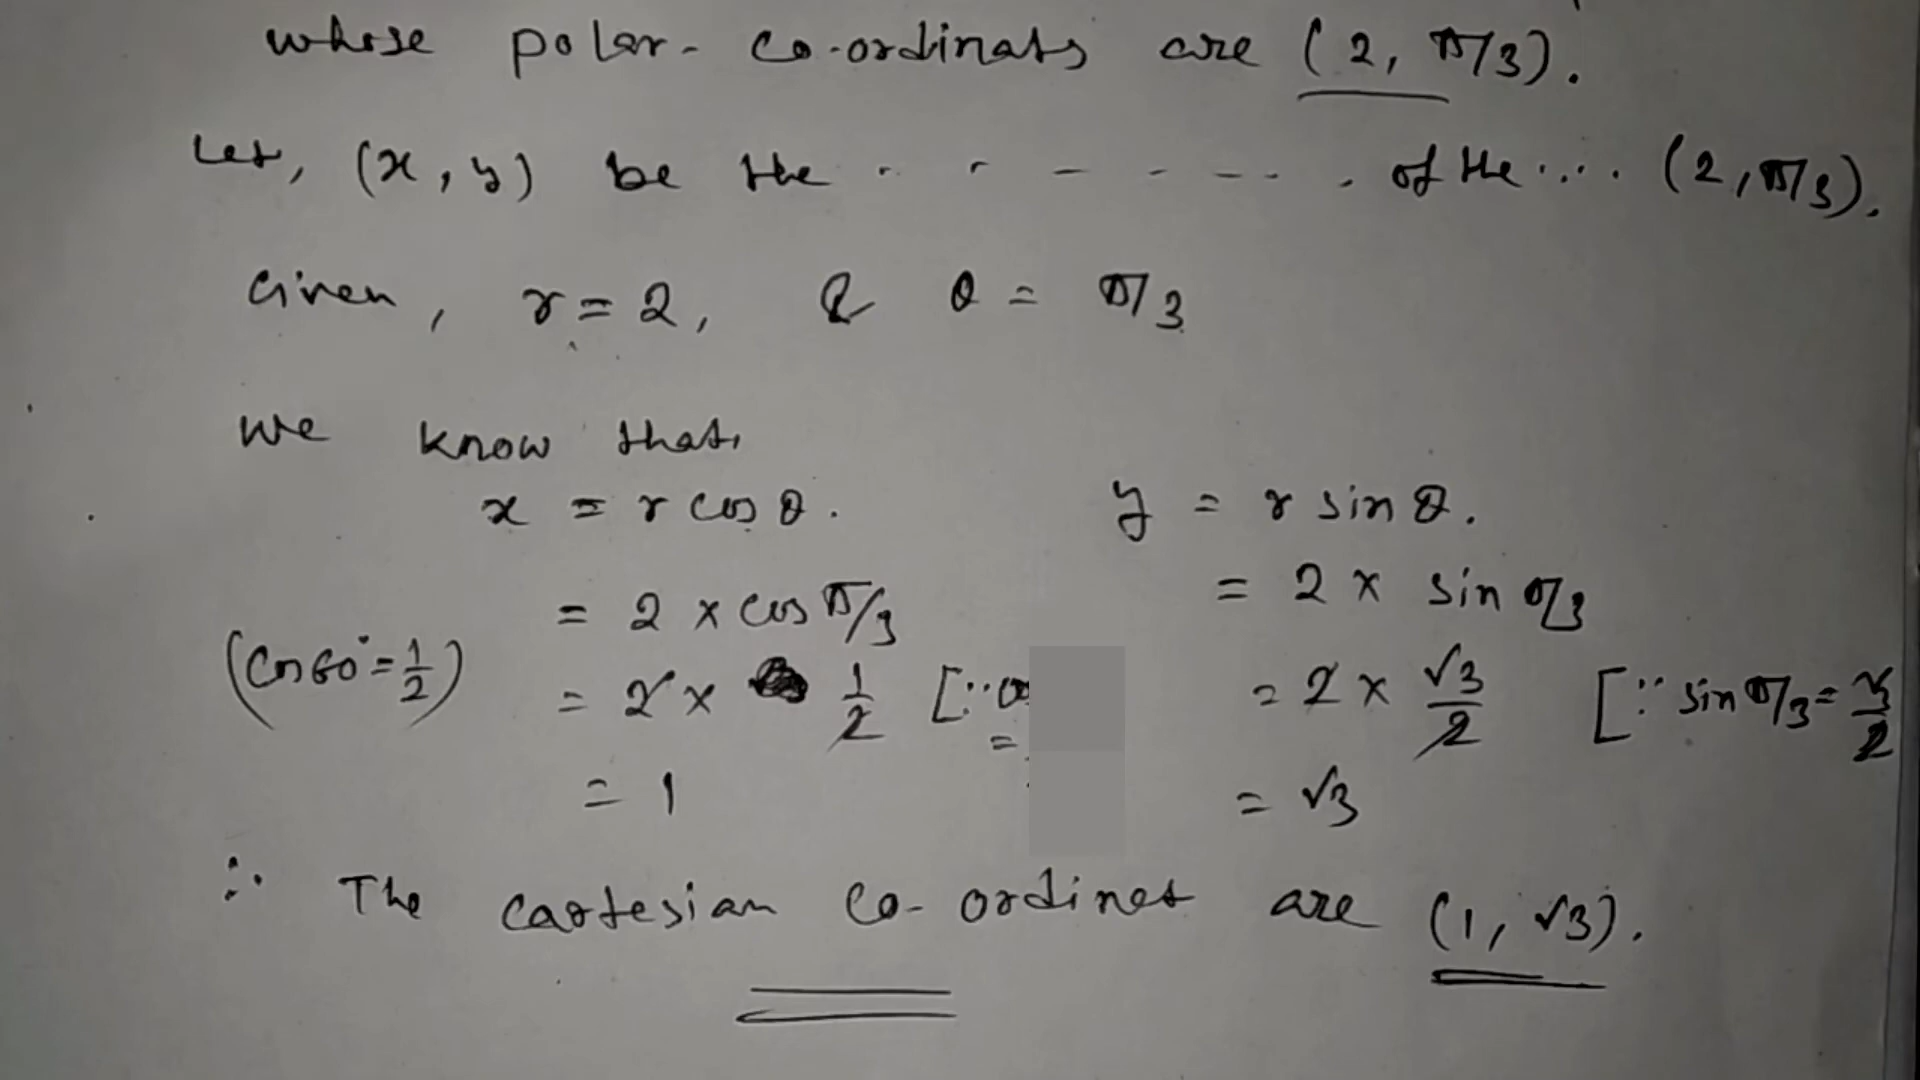 whose polar- co-ordinats are (2, π/3).
Let, (x, y) be the . . - - - - . of the .... (2, π/3).
Given, r = 2, & θ = π/3
We know that,
x = r cos θ. y = r sin θ.
= 2 x cos π/3 = 2 x sin π/3
(cos 60° = 1/2) = 2 x 1/2 [∵ = 2 x √3/2 [∵ sin π/3 = √3/2
= 1 = √3
∴ The cartesian co-ordinet are (1, √3).